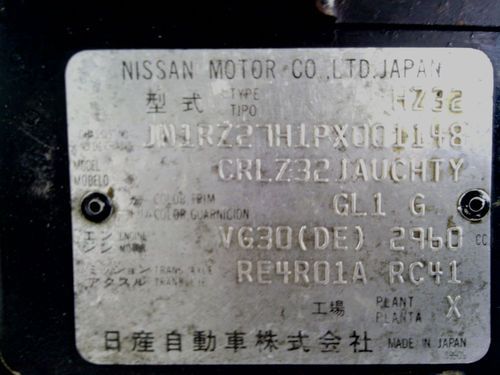 NISSAN MOTOR CO.,LTD.JAPAN
型式 TYPE TIPO HZ32
JN1RZ27H1PX001148
MODEL MODELO CRLZ32JAUCHTY
COLOR TRIM COLOR GUARNICION GL1 G
エンジン ENGINE MOTOR VG30(DE) 2960 CC
ミッション アクスル TRANS. AXLE TRANS. EJE RE4R01A RC41
工場 PLANT PLANTA X
日産自動車株式会社 MADE IN JAPAN